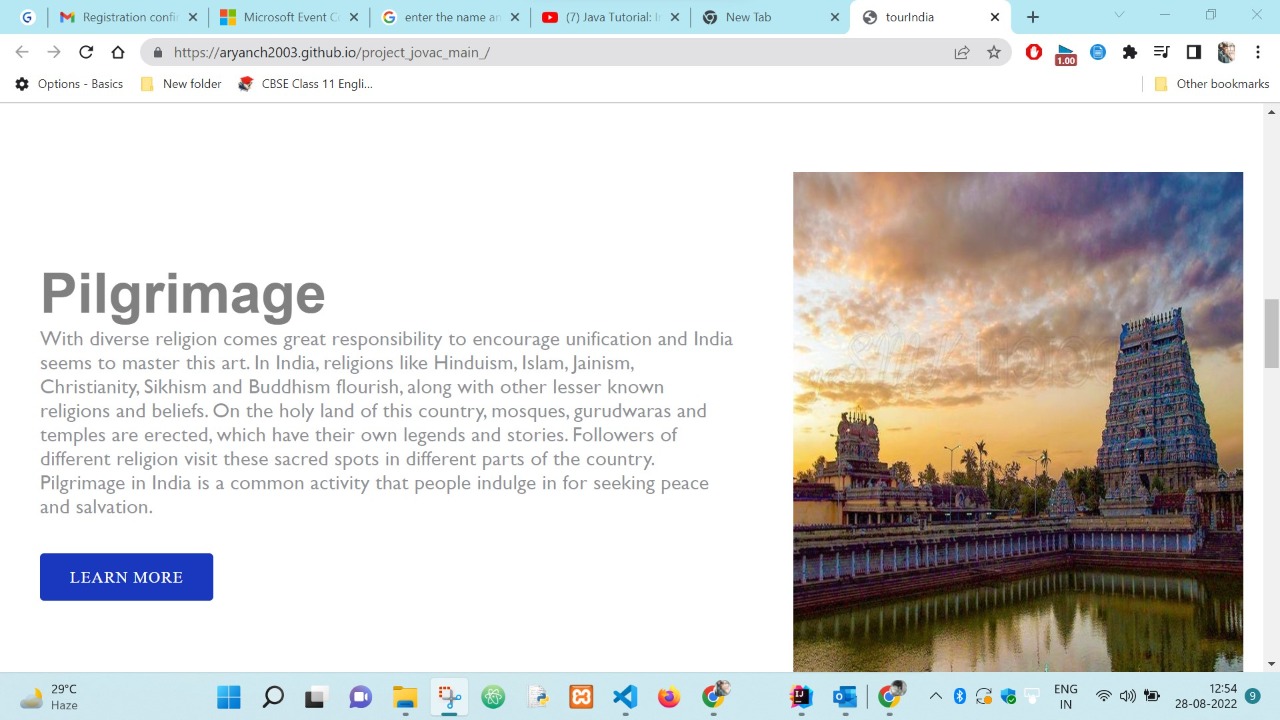 Registration confi
Microsoft Event C
enter the name an
(7) Java Tutorial: I
New Tab
tourIndia
https://aryanch2003.github.io/project_jovac_main_/
1.00
Options - Basics
New folder
CBSE Class 11 Engli...
Other bookmarks
Pilgrimage
With diverse religion comes great responsibility to encourage unification and India
seems to master this art. In India, religions like Hinduism, Islam, Jainism,
Christianity, Sikhism and Buddhism flourish, along with other lesser known
religions and beliefs. On the holy land of this country, mosques, gurudwaras and
temples are erected, which have their own legends and stories. Followers of
different religion visit these sacred spots in different parts of the country.
Pilgrimage in India is a common activity that people indulge in for seeking peace
and salvation.
LEARN MORE
29°C
Haze
ENG
IN
12:54
28-08-2022
9